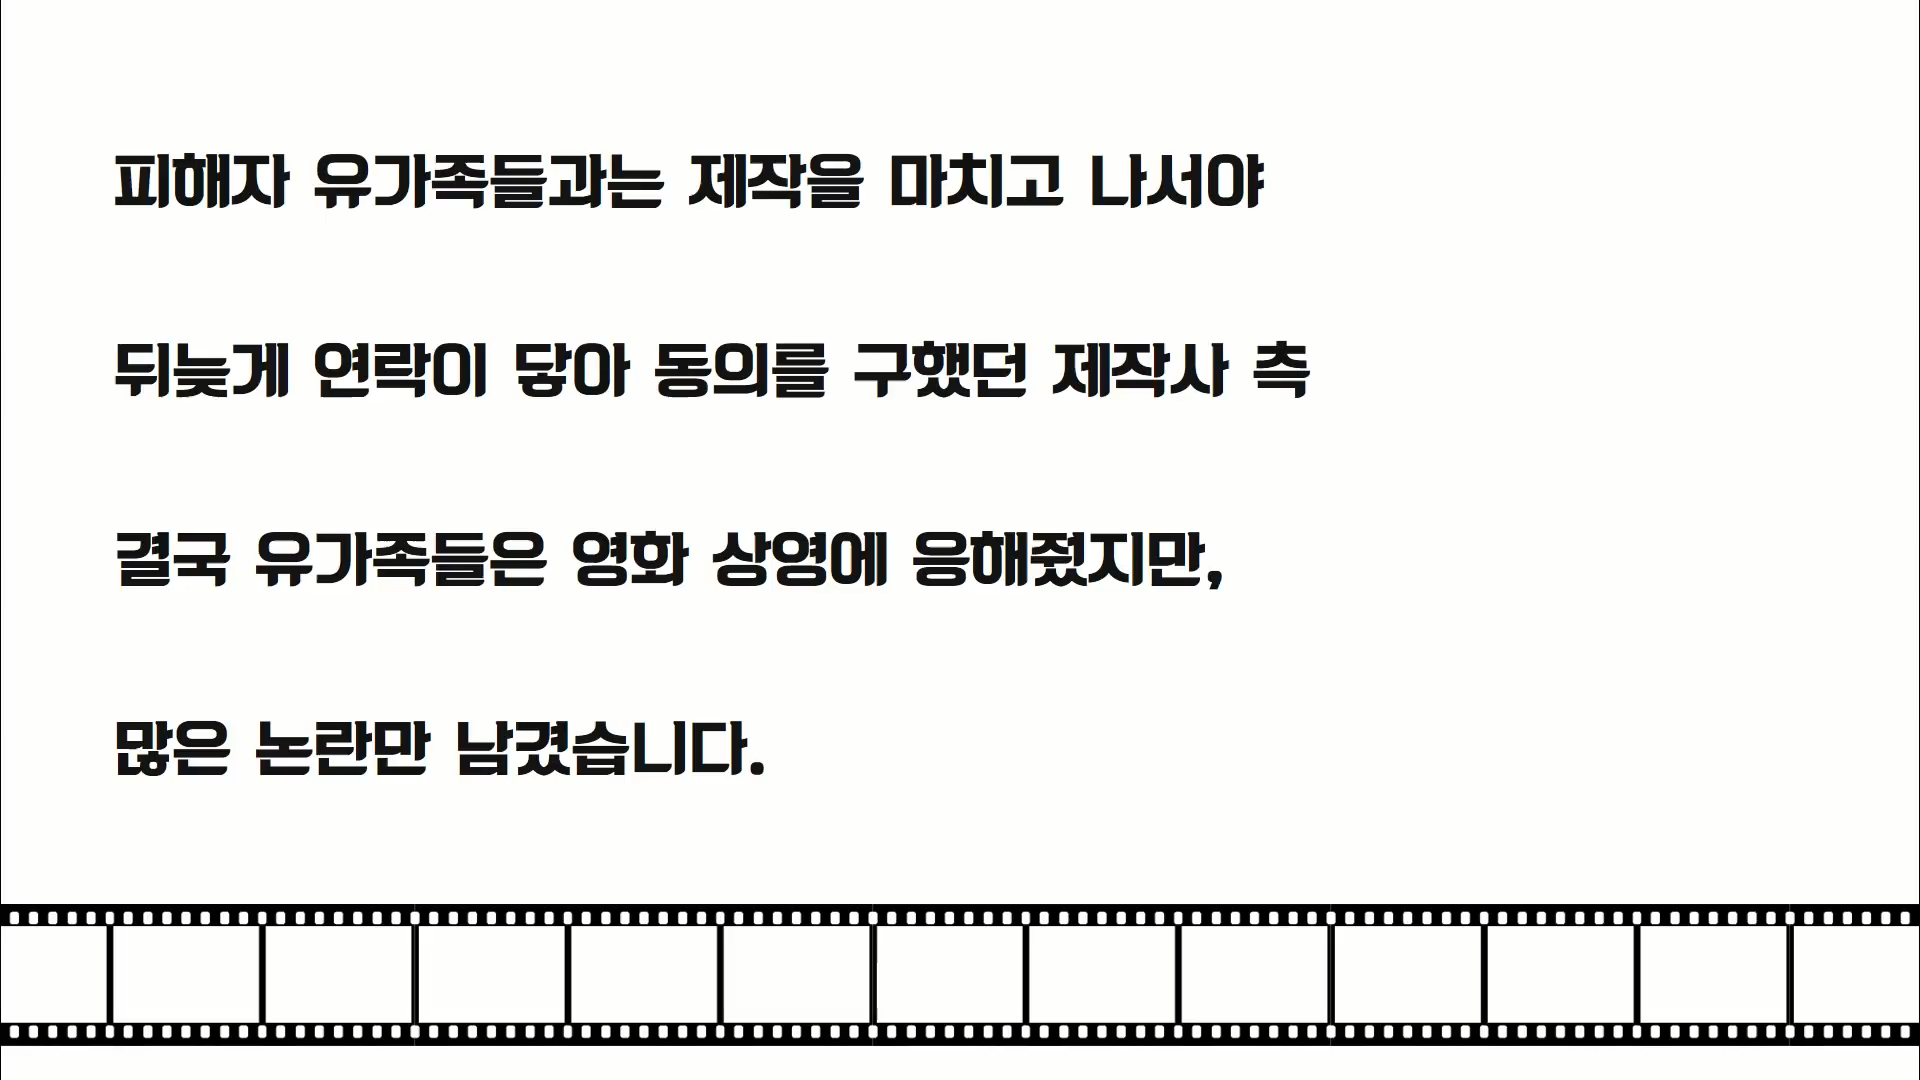 피해자 유가족들과는 제작을 마치고 나서야
뒤늦게 연락이 닿아 동의를 구했던 제작사 측
결국 유가족들은 영화 상영에 응해줬지만,
많은 논란만 남겼습니다.